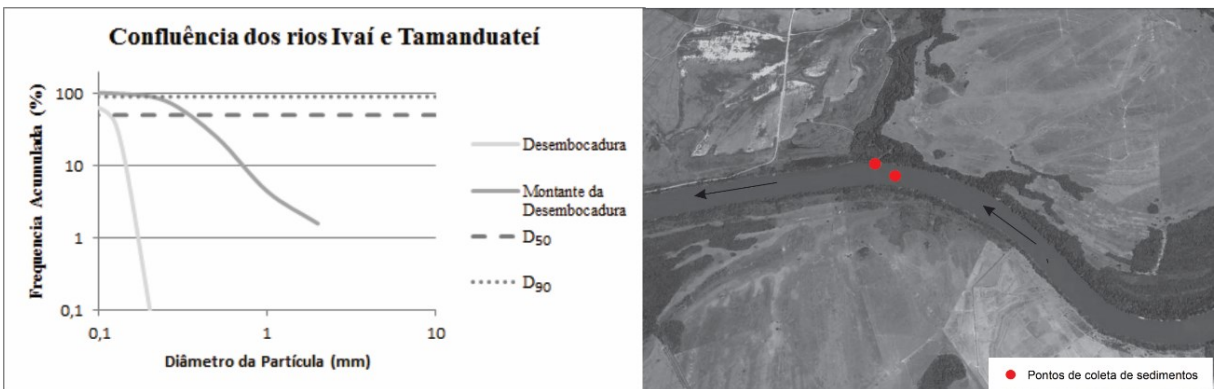 Confluência dos rios Ivaí e Tamanduateí
Frequencia Acumulada (%)
100
10
1
0,1
0,1
1
10
Diâmetro da Partícula (mm)
Desembocadura
Montante da
Desembocadura
D50
D90
Pontos de coleta de sedimentos